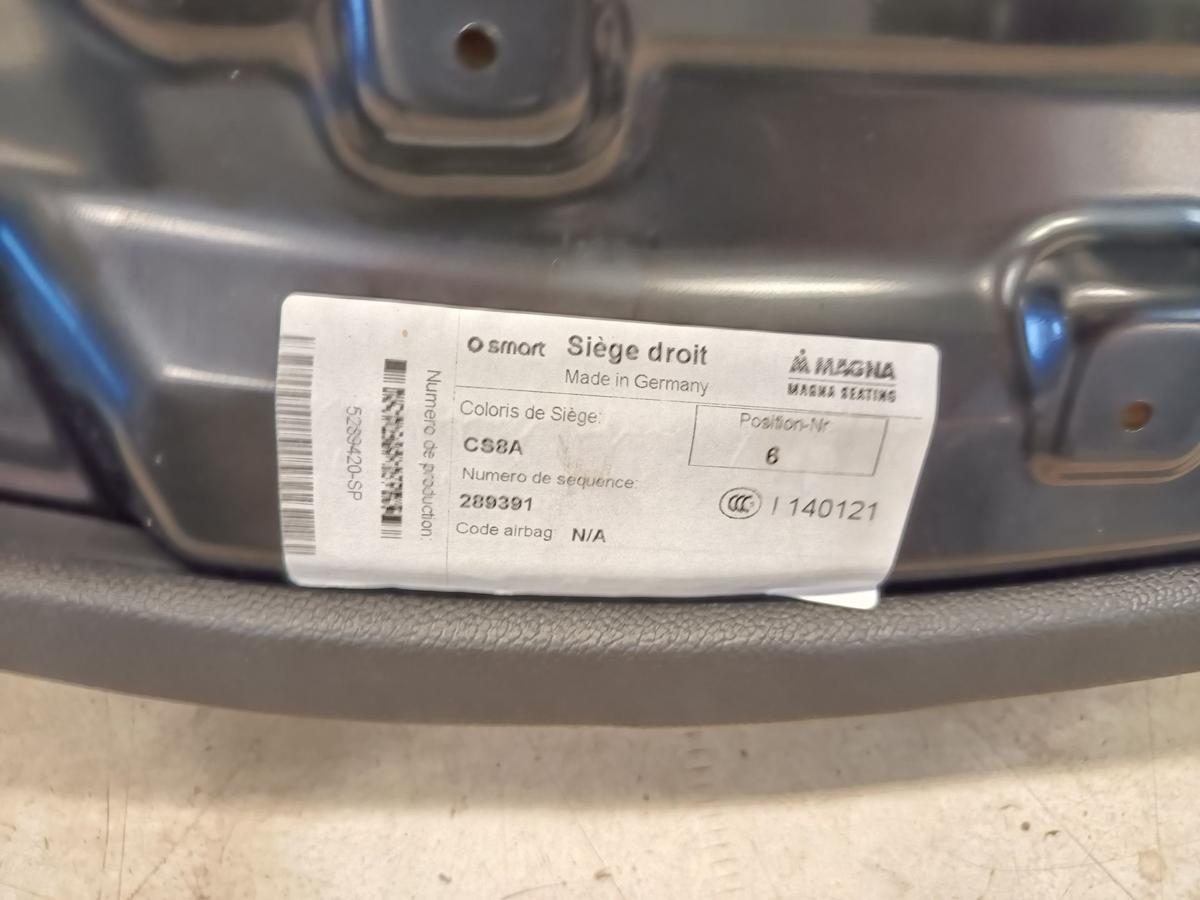 smart Siège droit
Made in Germany
MAGNA
MAGNA SEATING
Numero de production:
5289420-SP
Coloris de Siège:
CS8A
Position-Nr
6
Numero de sequence:
289391
CCC I 140121
Code airbag: N/A